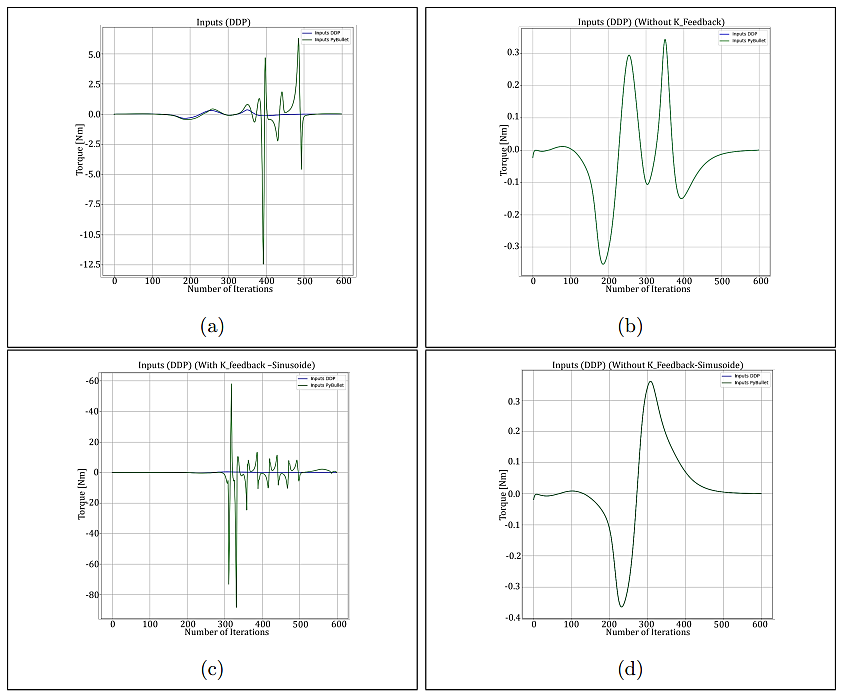 Inputs (DDP)
Inputs DDP
Inputs PyBullet
5.0
2.5
0.0
-2.5
-5.0
-7.5
-10.5
-12.5
Torque [Nm]
0 100 200 300 400 500 600
Number of Iterations
(a)
Inputs (DDP) (Without K_Feedback)
Inputs DDP
Inputs PyBullet
0.3
0.2
0.1
0.0
-0.1
-0.2
-0.3
Torque [Nm]
0 100 200 300 400 500 600
Number of Iterations
(b)
Inputs (DDP) (With K_feedback –Sinusoide)
Inputs DDP
Inputs PyBullet
-60
-40
20
0
-20
-40
-60
-80
Torque [Nm]
0 100 200 300 400 500 600
Number of Iterations
(c)
Inputs (DDP) (Without K_Feedback-Simusoide)
Inputs DDP
Inputs PyBullet
0.3
0.2
0.1
0.0
-0.1
-0.2
-0.3
-0.4
Torque [Nm]
0 100 200 300 400 500 600
Number of Iterations
(d)